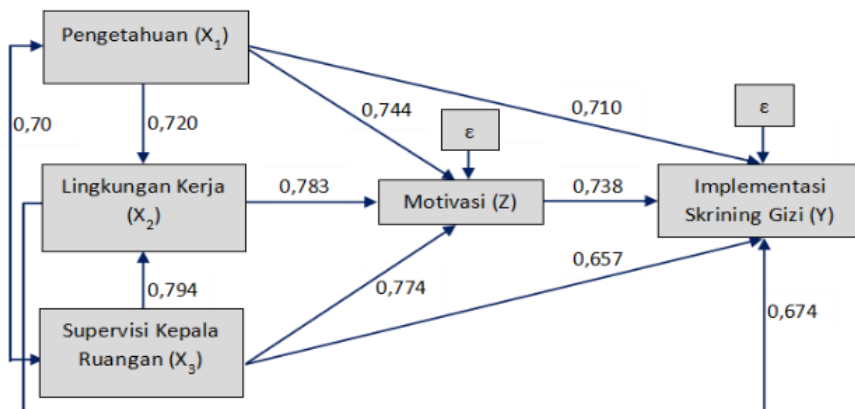 Pengetahuan (X₁)
0,744
0,710
ε
ε
0,70
0,720
Lingkungan Kerja
(X₂)
0,783
Motivasi (Z)
0,738
Implementasi
Skrining Gizi (Y)
0,794
0,774
0,657
0,674
Supervisi Kepala
Ruangan (X₃)